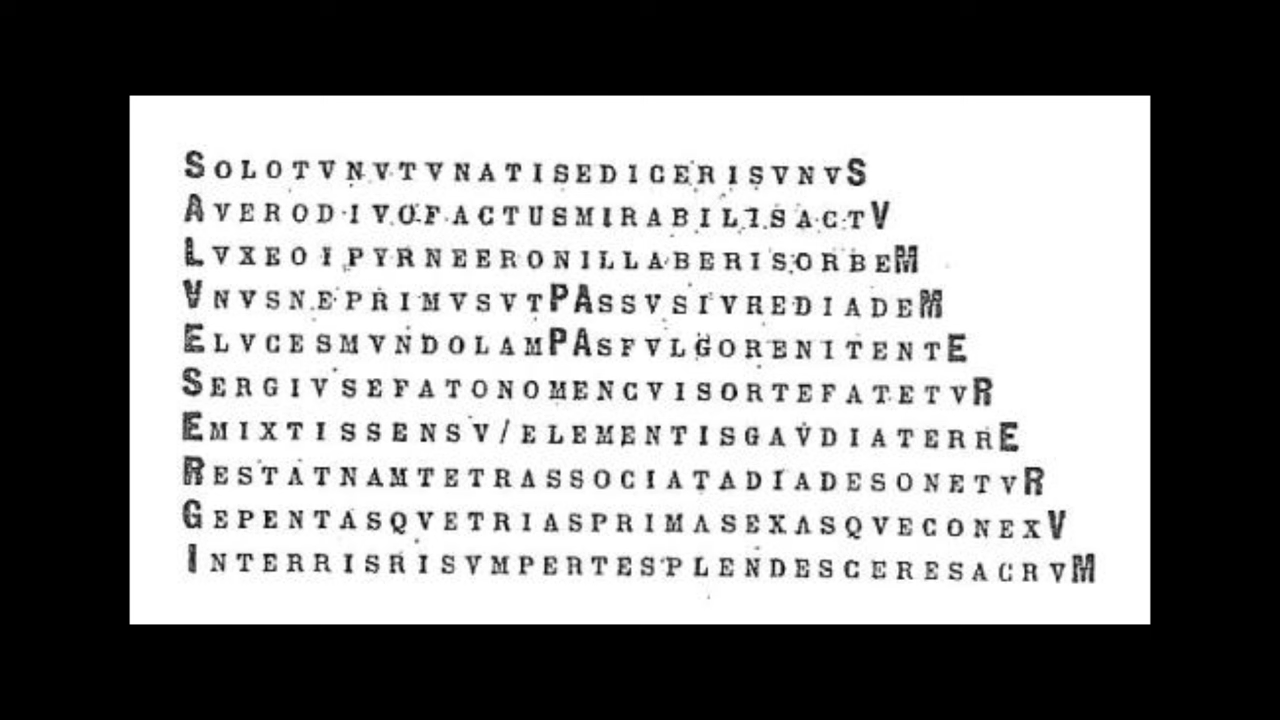 SOLOTVNVTVNATISEDICERISVNVS
AVERODIVOFACTUSMIRABILISACTV
LVXEOIPYRNEERONILLABERISORBEM
VNVSNEPRIMVSVTPASSVSIVREDIADEM
ELVCESMVNDOLAMPASFVLGORENITENTE
SERGIVSEFATONOMENCVISORTEFATETVR
EMIXTISSENSV/ELEMENTISGAVDIATERRE
RESTATNAMTETRASSOCIATADIADESONETVR
GEPENTASQVETRIASPRIMASEXASQVECONEXV
INTERRISRISVMPERTESPLENDESCERESACRVM